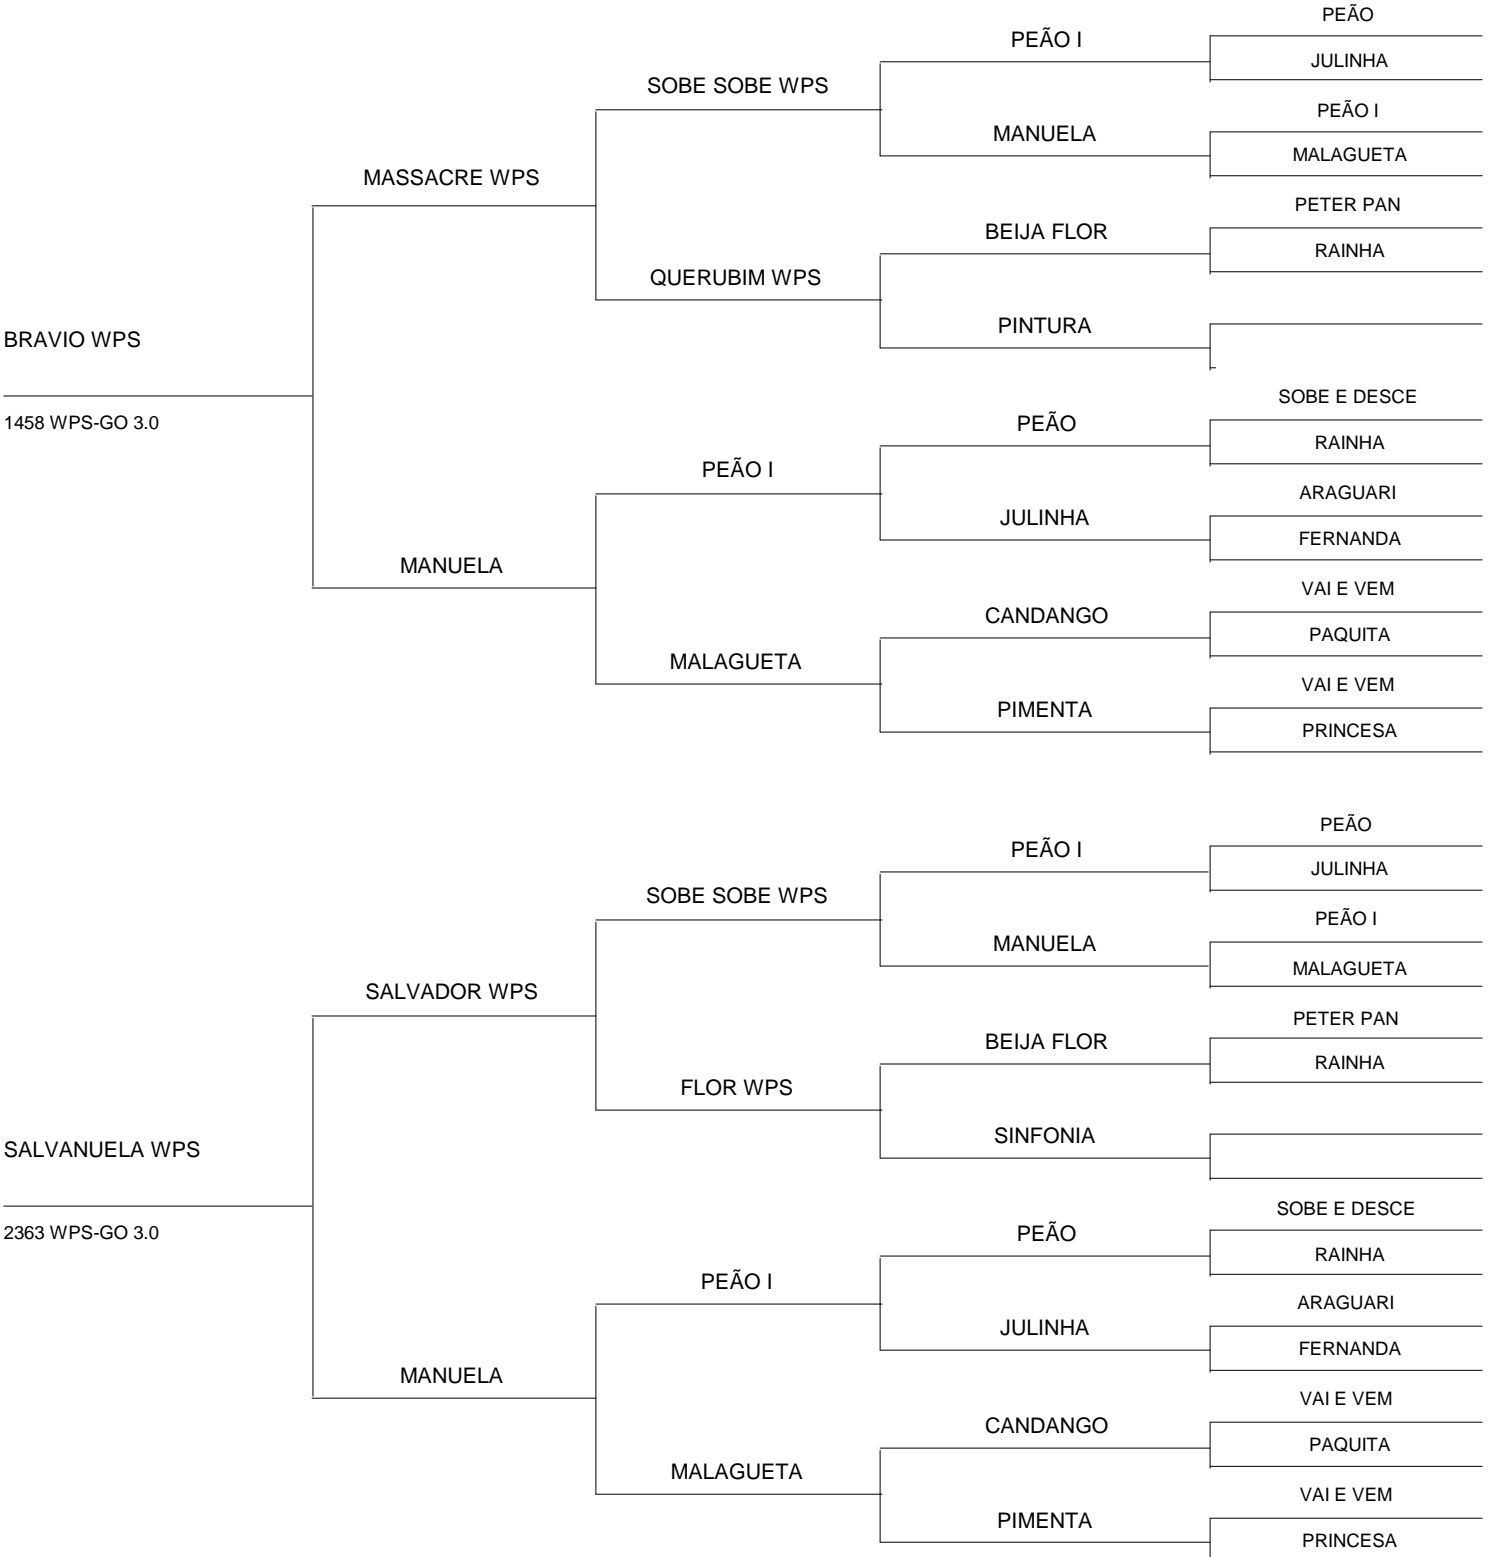 PEÃO
PEÃO I
JULINHA
SOBE SOBE WPS
PEÃO I
MANUELA
MALAGUETA
MASSACRE WPS
PETER PAN
BEIJA FLOR
RAINHA
QUERUBIM WPS
PINTURA
BRAVIO WPS
SOBE E DESCE
1458 WPS-GO 3.0
PEÃO
RAINHA
PEÃO I
ARAGUARI
JULINHA
FERNANDA
MANUELA
VAI E VEM
CANDANGO
PAQUITA
MALAGUETA
VAI E VEM
PIMENTA
PRINCESA
PEÃO
PEÃO I
JULINHA
SOBE SOBE WPS
PEÃO I
MANUELA
MALAGUETA
SALVADOR WPS
PETER PAN
BEIJA FLOR
RAINHA
FLOR WPS
SINFONIA
SALVANUELA WPS
SOBE E DESCE
2363 WPS-GO 3.0
PEÃO
RAINHA
PEÃO I
ARAGUARI
JULINHA
FERNANDA
MANUELA
VAI E VEM
CANDANGO
PAQUITA
MALAGUETA
VAI E VEM
PIMENTA
PRINCESA